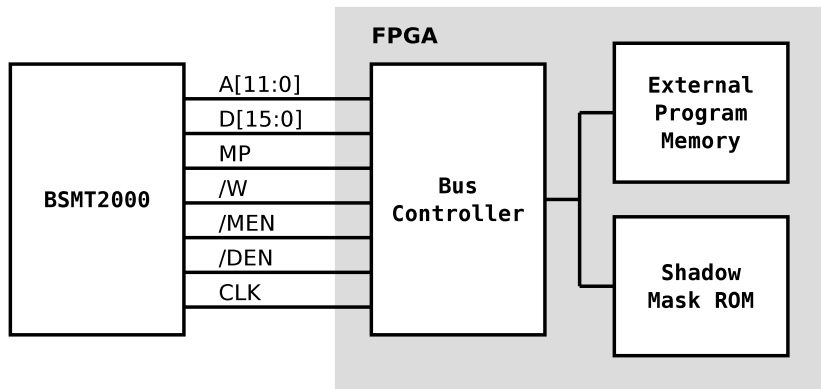 FPGA
BSMT2000
A[11:0]
D[15:0]
MP
/W
/MEN
/DEN
CLK
Bus
Controller
External
Program
Memory
Shadow
Mask ROM